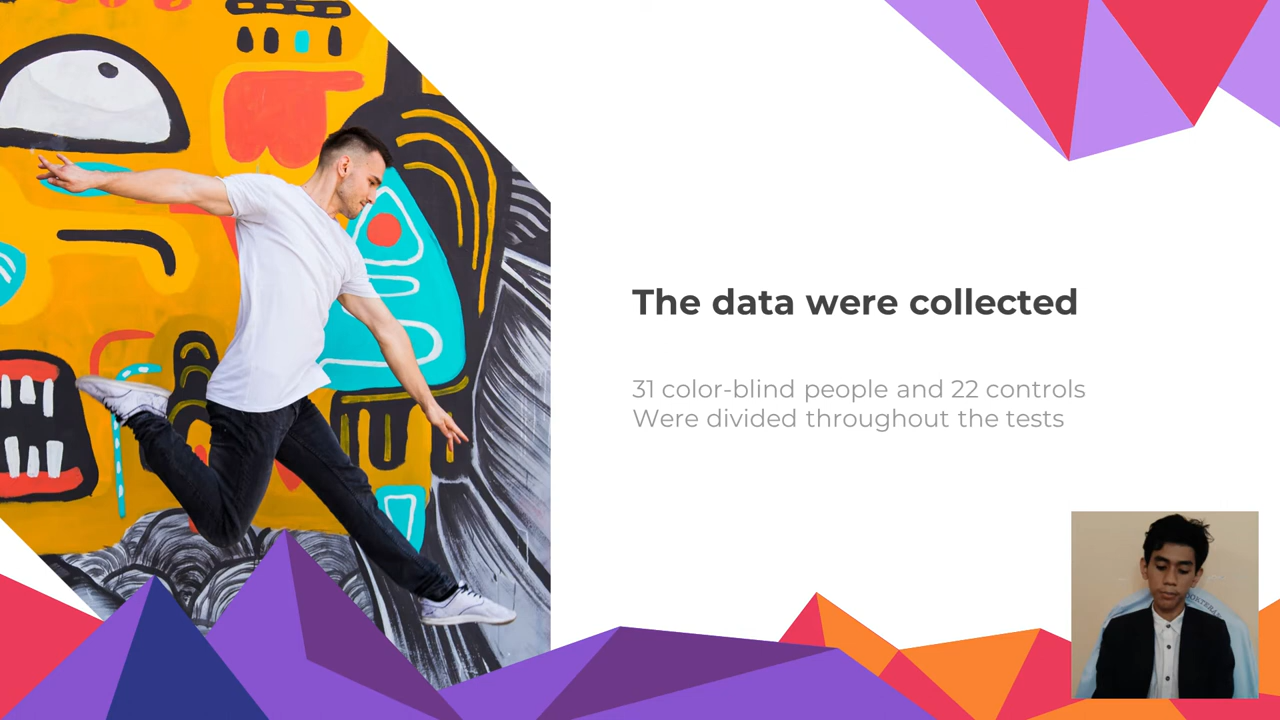 The data were collected
31 color-blind people and 22 controls
Were divided throughout the tests